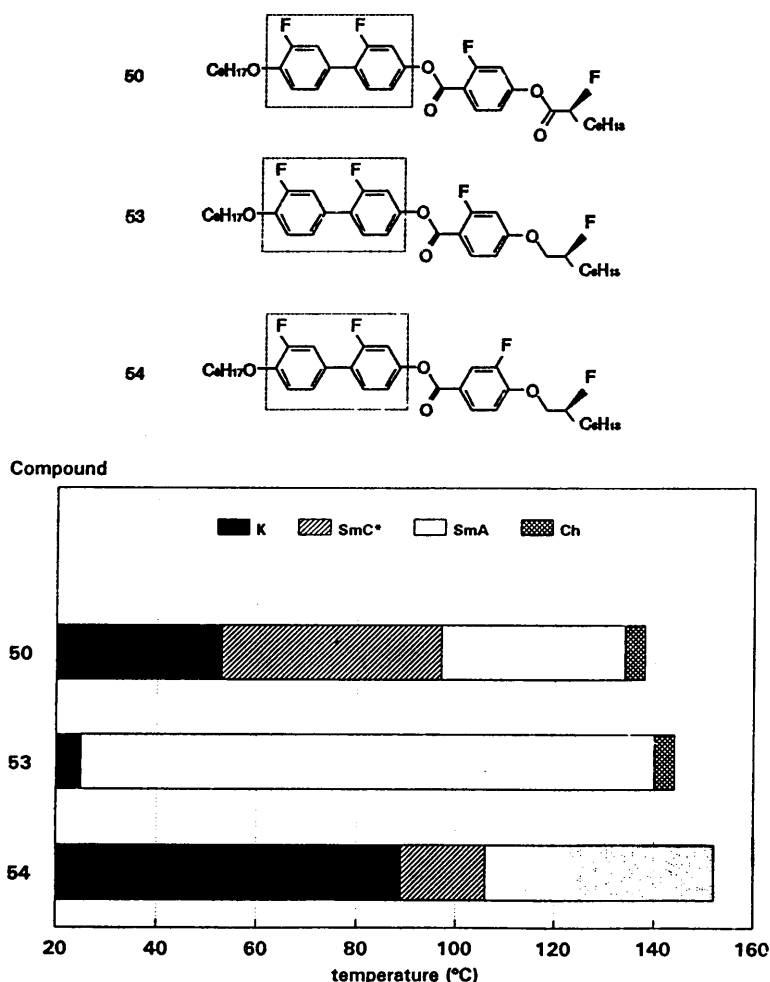 F F F
50 C₈H₁₇O O O F
O O C₆H₁₃
F F F
53 C₈H₁₇O O O F
O C₆H₁₃
F F F
54 C₈H₁₇O O O F
O C₆H₁₃
Compound
K SmC* SmA Ch
50
53
54
20 40 60 80 100 120 140 160
temperature (°C)